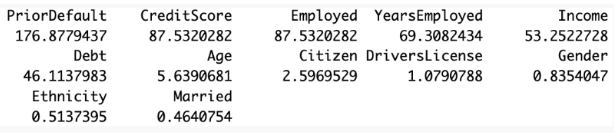 PriorDefault CreditScore Employed YearsEmployed Income
176.8779437 87.5320282 87.5320282 69.3082434 53.2522728
Debt Age Citizen DriversLicense Gender
46.1137983 5.6390681 2.5969529 1.0790788 0.8354047
Ethnicity Married
0.5137395 0.4640754